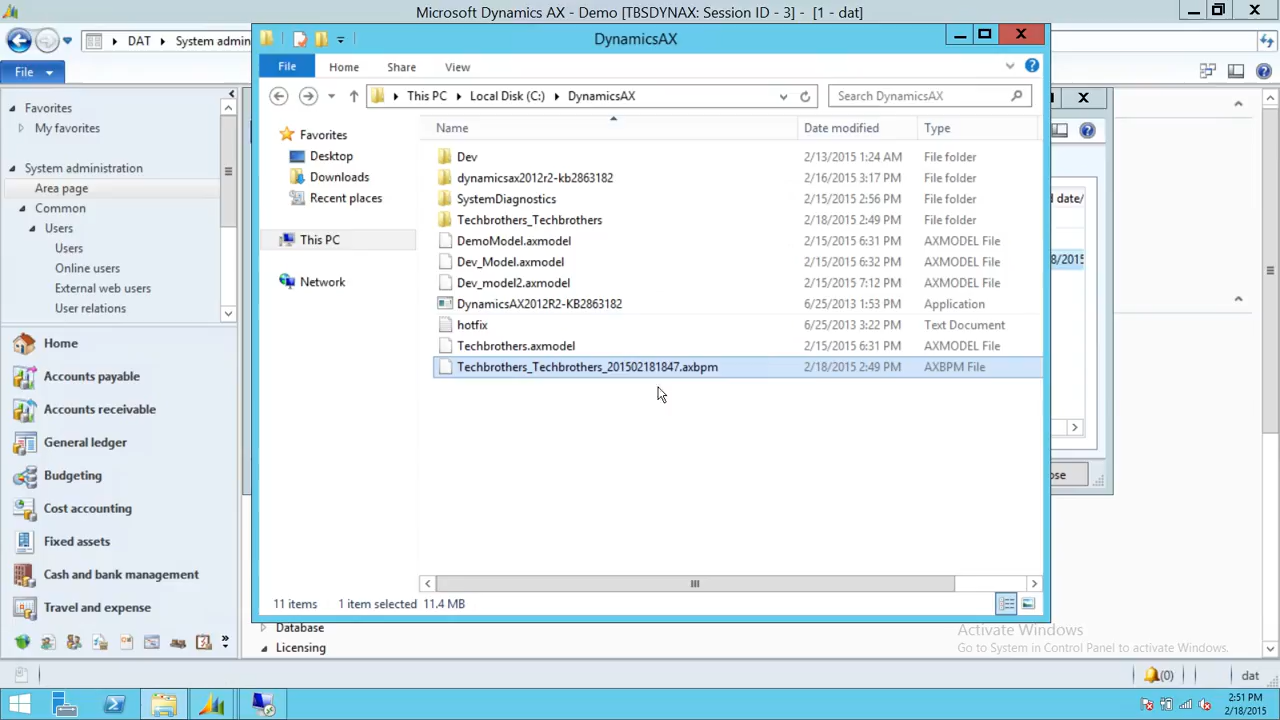 Microsoft Dynamics AX - Demo [TBSDYNAX: Session ID - 3] - [1 - dat]
DAT
System admin
File
Favorites
My favorites
System administration
Area page
Common
Users
Users
Online users
External web users
User relations
Home
Accounts payable
Accounts receivable
General ledger
Budgeting
Cost accounting
Fixed assets
Cash and bank management
Travel and expense
DynamicsAX
File Home Share View
This PC Local Disk (C:) DynamicsAX
Search DynamicsAX
Favorites
Desktop
Downloads
Recent places
This PC
Network
Name Date modified Type
Dev 2/13/2015 1:24 AM File folder
dynamicsax2012r2-kb2863182 2/16/2015 3:17 PM File folder
SystemDiagnostics 2/15/2015 2:56 PM File folder
Techbrothers_Techbrothers 2/18/2015 2:49 PM File folder
DemoModel.axmodel 2/15/2015 6:31 PM AXMODEL File
Dev_Model.axmodel 2/15/2015 6:32 PM AXMODEL File
Dev_model2.axmodel 2/15/2015 7:12 PM AXMODEL File
DynamicsAX2012R2-KB2863182 6/25/2013 1:53 PM Application
hotfix 6/25/2013 3:22 PM Text Document
Techbrothers.axmodel 2/15/2015 6:31 PM AXMODEL File
Techbrothers_Techbrothers_201502181847.axbpm 2/18/2015 2:49 PM AXBPM File
11 items 1 item selected 11.4 MB
d date/
8/2015
ose
Database
Licensing
Activate Windows
Go to System in Control Panel to activate Windows.
(0)
dat
2:51 PM
2/18/2015